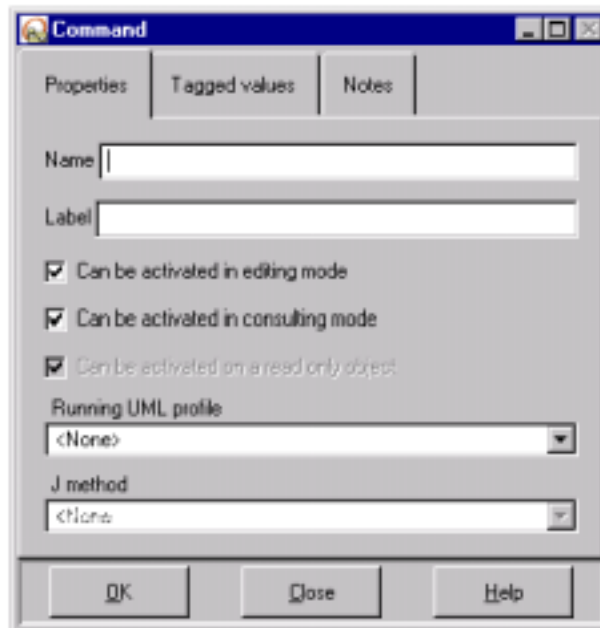 Command
Properties Tagged values Notes
Name
Label
Can be activated in editing mode
Can be activated in consulting mode
Can be activated on a read only object
Running UML profile
<None>
J method
<None
OK Close Help